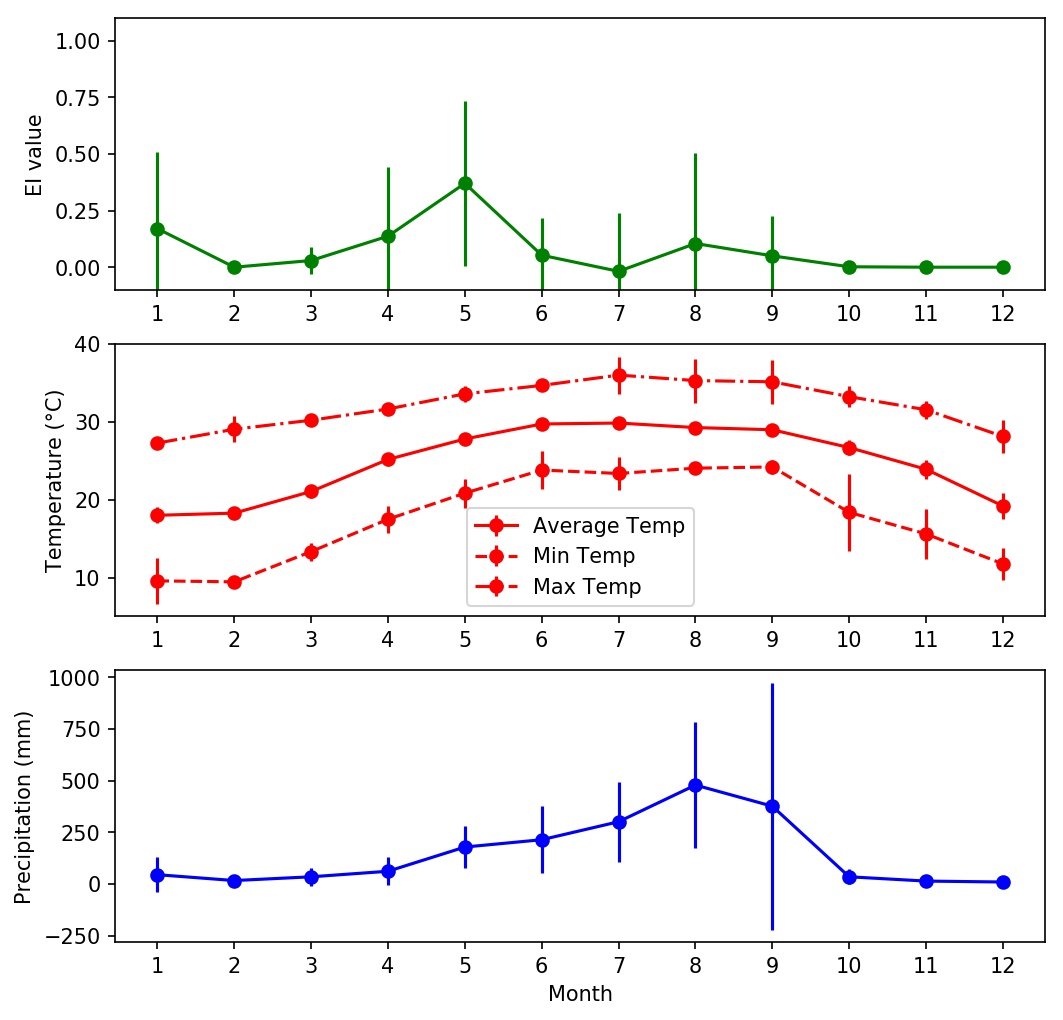 1.00
0.75
0.50
0.25
0.00
EI value
1 2 3 4 5 6 7 8 9 10 11 12
40
30
20
10
Temperature (°C)
Average Temp
Min Temp
Max Temp
1 2 3 4 5 6 7 8 9 10 11 12
1000
750
500
250
0
−250
Precipitation (mm)
1 2 3 4 5 6 7 8 9 10 11 12
Month